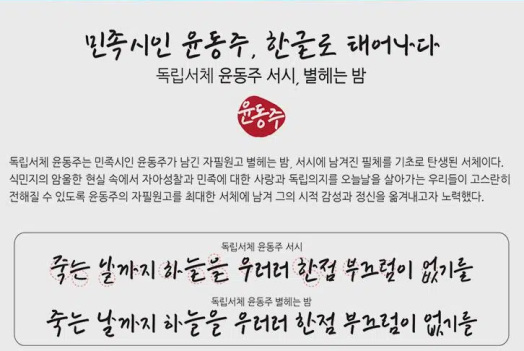 민족시인 윤동주, 한글로 태어나다
독립서체 윤동주 서시, 별헤는 밤
윤동주
독립서체 윤동주는 민족시인 윤동주가 남긴 자필원고 별헤는 밤, 서시에 남겨진 필체를 기초로 탄생된 서체이다.
식민지의 암울한 현실 속에서 자아성찰과 민족에 대한 사랑과 독립의지를 오늘날을 살아가는 우리들이 고스란히
전해질 수 있도록 윤동주의 자필원고를 최대한 서체에 남겨 그의 시적 감성과 정신을 옮겨내고자 노력했다.
독립서체 윤동주 서시
죽는 날까지 하늘을 우러러 한점 부끄럼이 없기를
독립서체 윤동주 별헤는 밤
죽는 날까지 하늘을 우러러 한점 부끄럼이 없기를